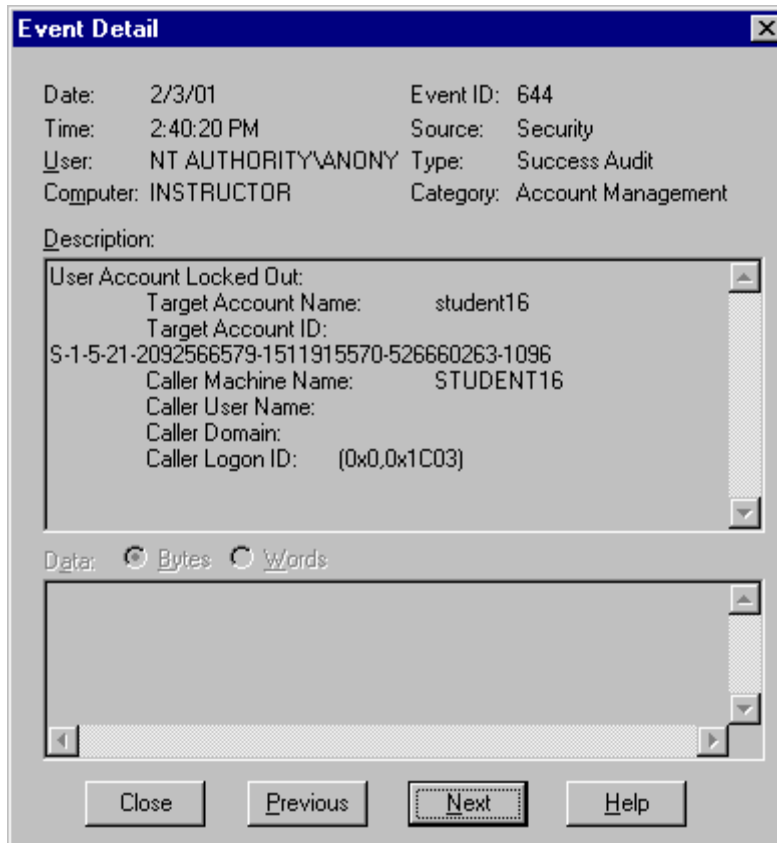 Event Detail
Date: 2/3/01 Event ID: 644
Time: 2:40:20 PM Source: Security
User: NT AUTHORITY\ANONY Type: Success Audit
Computer: INSTRUCTOR Category: Account Management
Description:
User Account Locked Out:
Target Account Name: student16
Target Account ID:
S-1-5-21-2092566579-1511915570-526660263-1096
Caller Machine Name: STUDENT16
Caller User Name:
Caller Domain:
Caller Logon ID: (0x0,0x1C03)
Data: Bytes Words
Close Previous Next Help